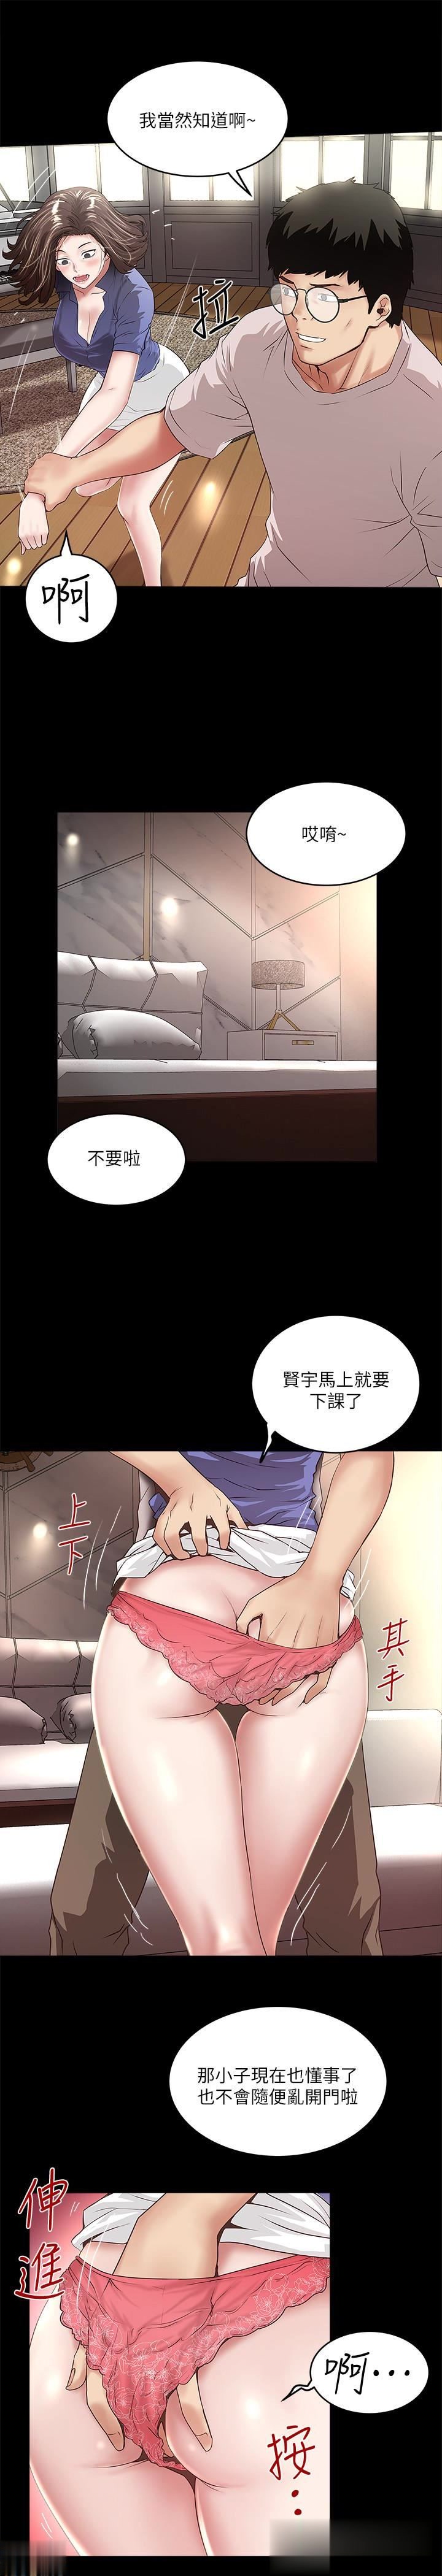 我當然知道啊~
拉
啊
哎唷~
不要啦
賢宇馬上就要
下課了
上
下
其
手
那小子現在也懂事了
也不會隨便亂開門啦
伸
進
啊…
按…